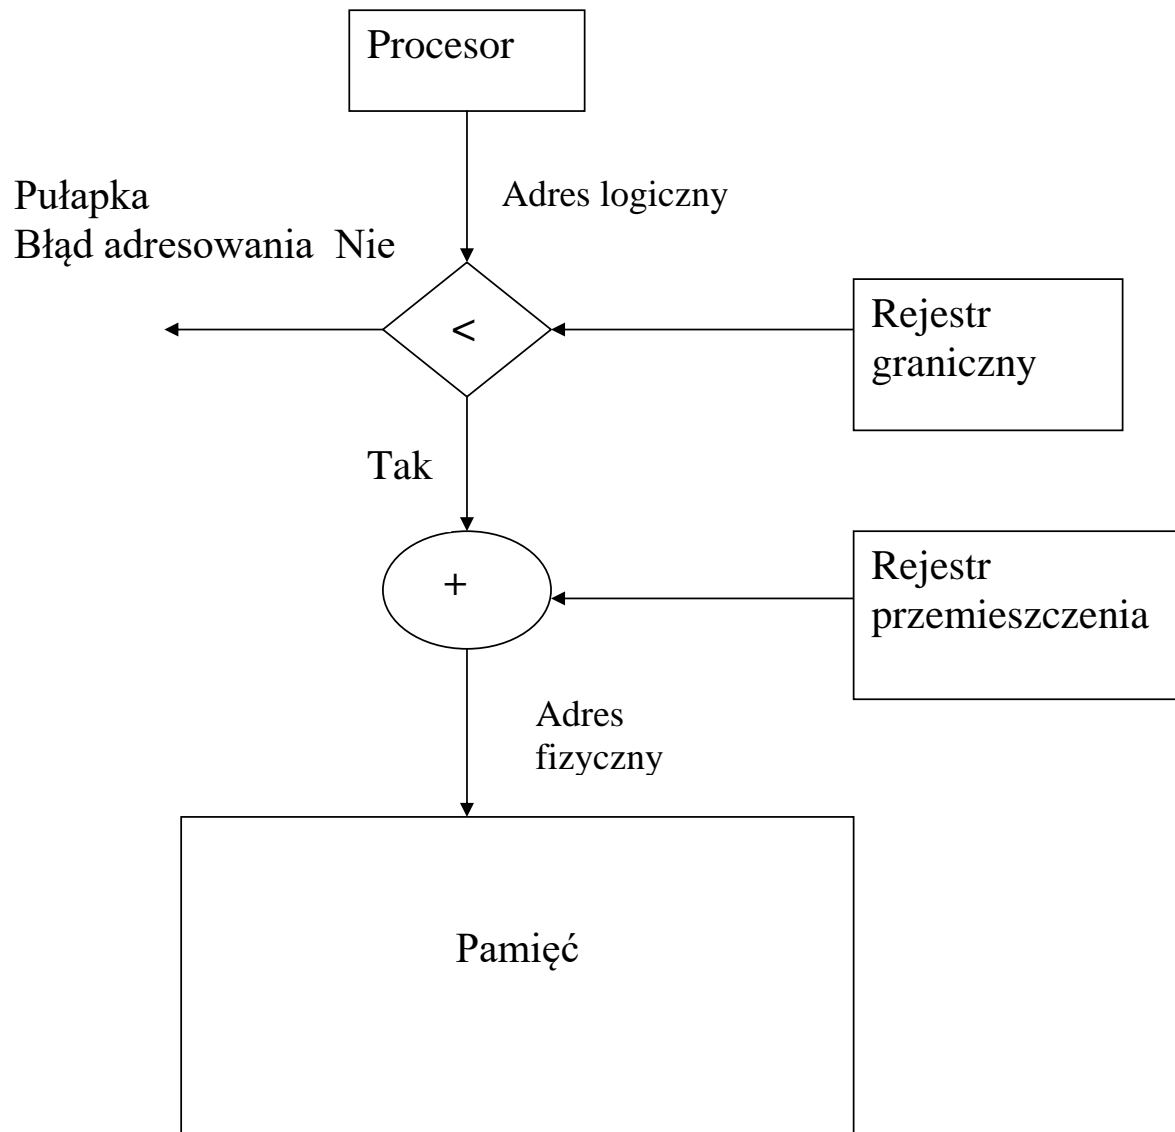 Procesor
Adres logiczny
Pułapka
Błąd adresowania Nie
<
Rejestr
graniczny
Tak
+
Rejestr
przemieszczenia
Adres
fizyczny
Pamięć